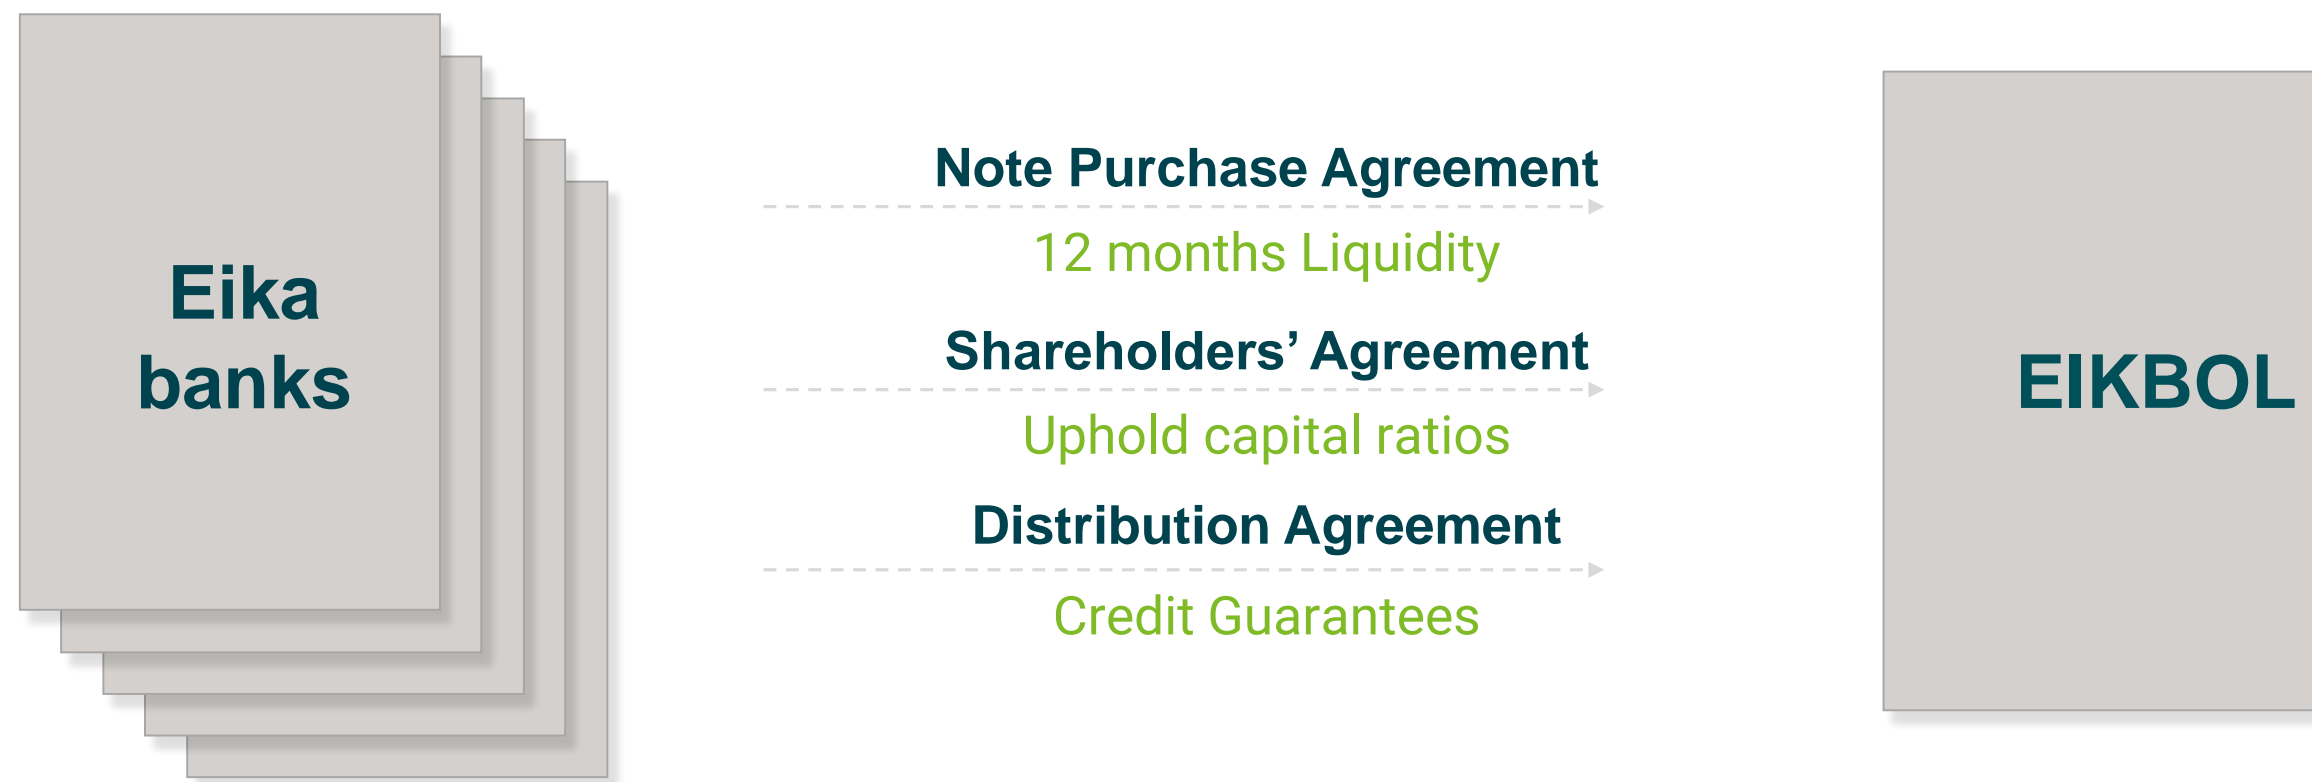 Eika
banks
Note Purchase Agreement
12 months Liquidity
Shareholders’ Agreement
Uphold capital ratios
Distribution Agreement
Credit Guarantees
EIKBOL